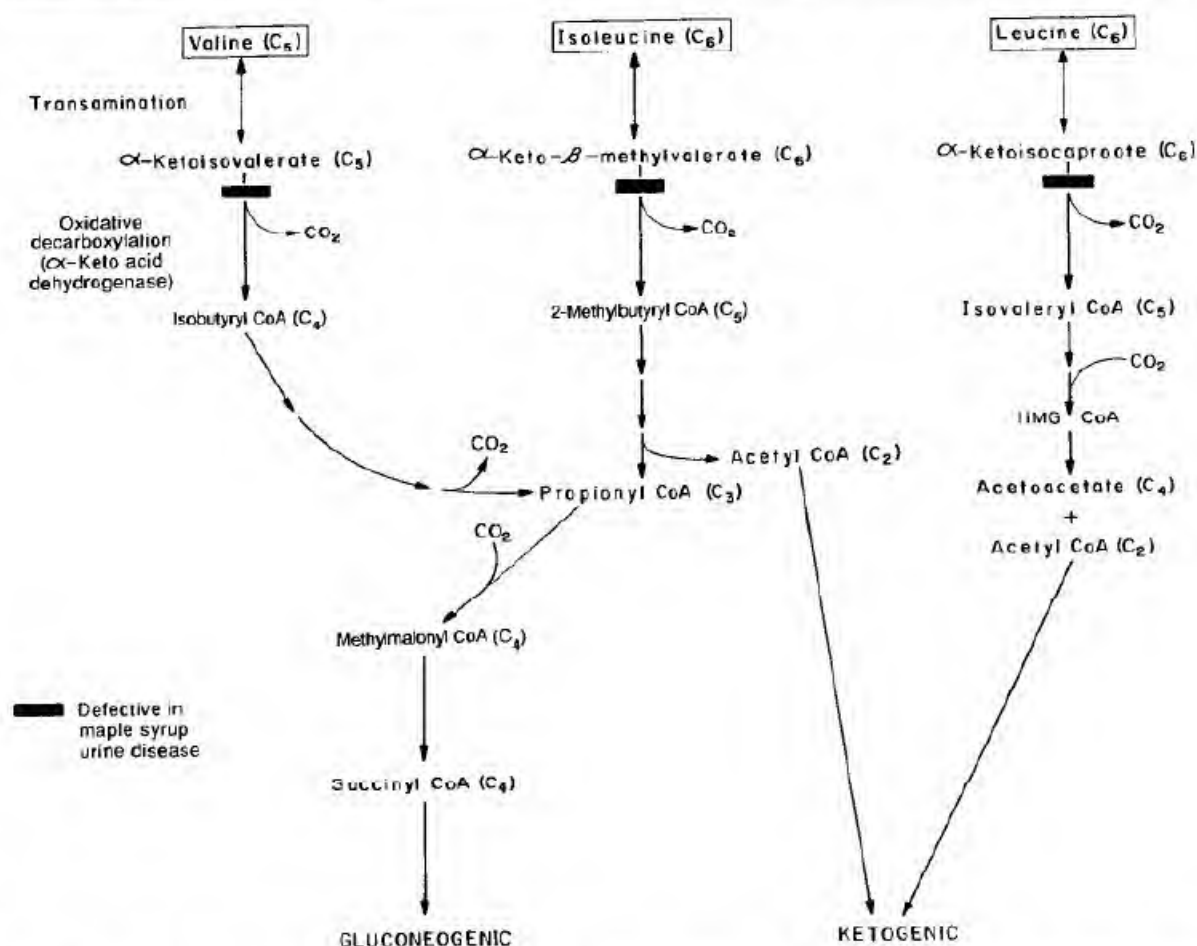 Valine (C₅)
Isoleucine (C₆)
Leucine (C₆)
Transamination
α-Ketoisovalerate (C₅)
α-Keto-β-methylvalerate (C₆)
α-Ketoisocaproate (C₆)
Oxidative
decarboxylation
(α-Keto acid
dehydrogenase)
CO₂
CO₂
CO₂
Isobutyryl CoA (C₄)
2-Methylbutyryl CoA (C₅)
Isovaleryl CoA (C₅)
CO₂
HMG CoA
CO₂
Acetyl CoA (C₂)
Propionyl CoA (C₃)
Acetoacetate (C₄)
+
Acetyl CoA (C₂)
CO₂
Methylmalonyl CoA (C₄)
Defective in
maple syrup
urine disease
Succinyl CoA (C₄)
GLUCONEOGENIC
KETOGENIC